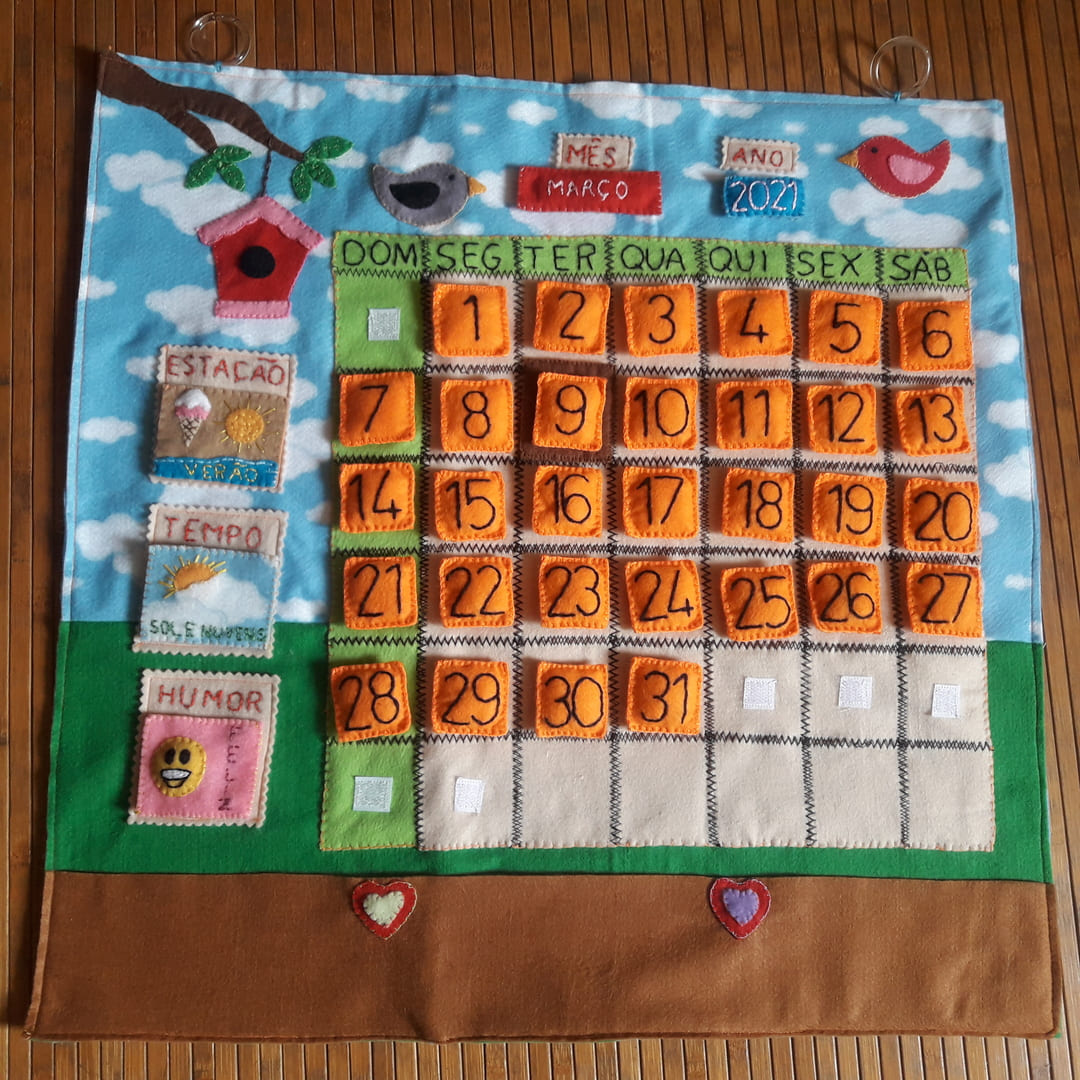 MÊS
MARÇO
ANO
2021
DOM SEG TER QUA QUI SEX SÁB
1 2 3 4 5 6
7 8 9 10 11 12 13
14 15 16 17 18 19 20
21 22 23 24 25 26 27
28 29 30 31
ESTAÇÃO
VERÃO
TEMPO
SOL E NUVENS
HUMOR
FELIZ